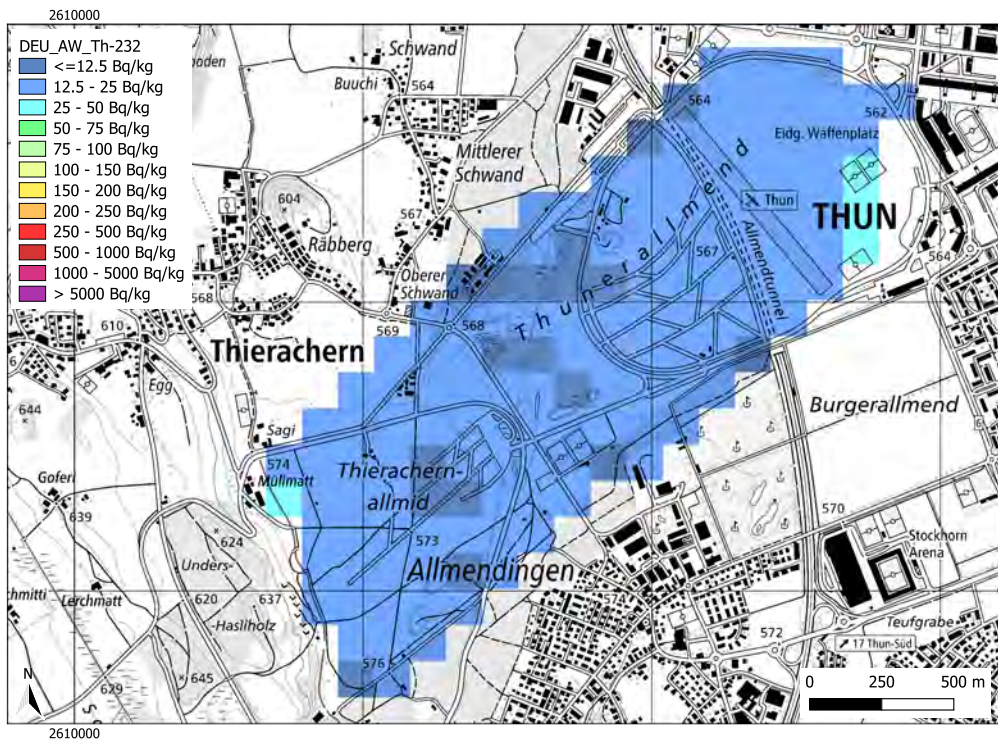 2610000
DEU_AW_Th-232
<=12.5 Bq/kg
12.5 - 25 Bq/kg
25 - 50 Bq/kg
50 - 75 Bq/kg
75 - 100 Bq/kg
100 - 150 Bq/kg
150 - 200 Bq/kg
200 - 250 Bq/kg
250 - 500 Bq/kg
500 - 1000 Bq/kg
1000 - 5000 Bq/kg
> 5000 Bq/kg
Schwand
Buuchi
564
564
562
Eidg. Waffenplatz
Mittlerer
Schwand
604
Thun
THUN
567
Räbberg
Thunerallmend
567
Allmendtunnel
564
Oberer
Schwand
568
569
568
610
Thierachern
Egg
644
Burgerallmend
Sagi
574
Müllmatt
Thierachern-
allmid
Goferi
639
570
624
573
Stockhorn
Arena
Unders-
Allmendingen
Lerchmatt
620
637
574
-Hasliholz
Teufgrabe
572
17 Thun-Süd
576
645
629
N
0 250 500 m
2610000